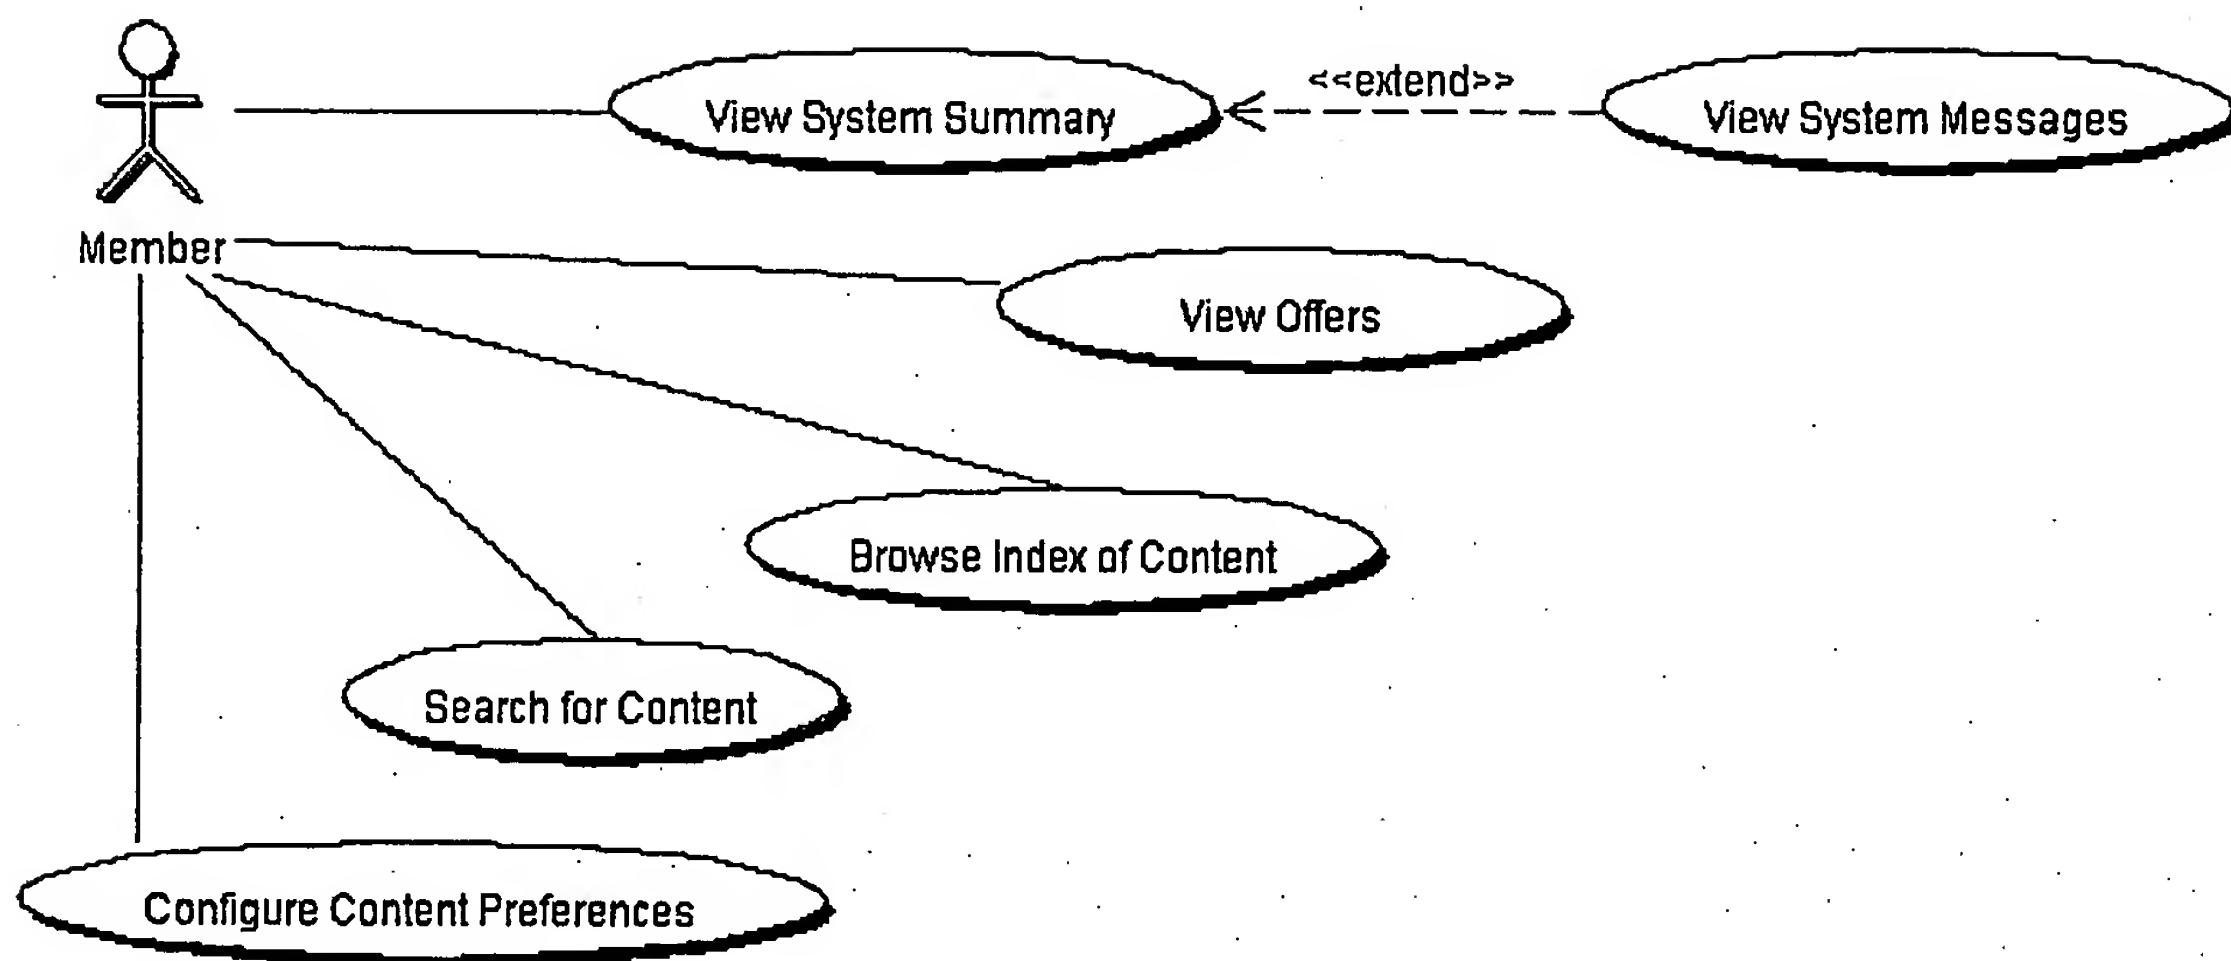 <<extend>>
View System Summary
View System Messages
Member
View Offers
Browse Index of Content
Search for Content
Configure Content Preferences